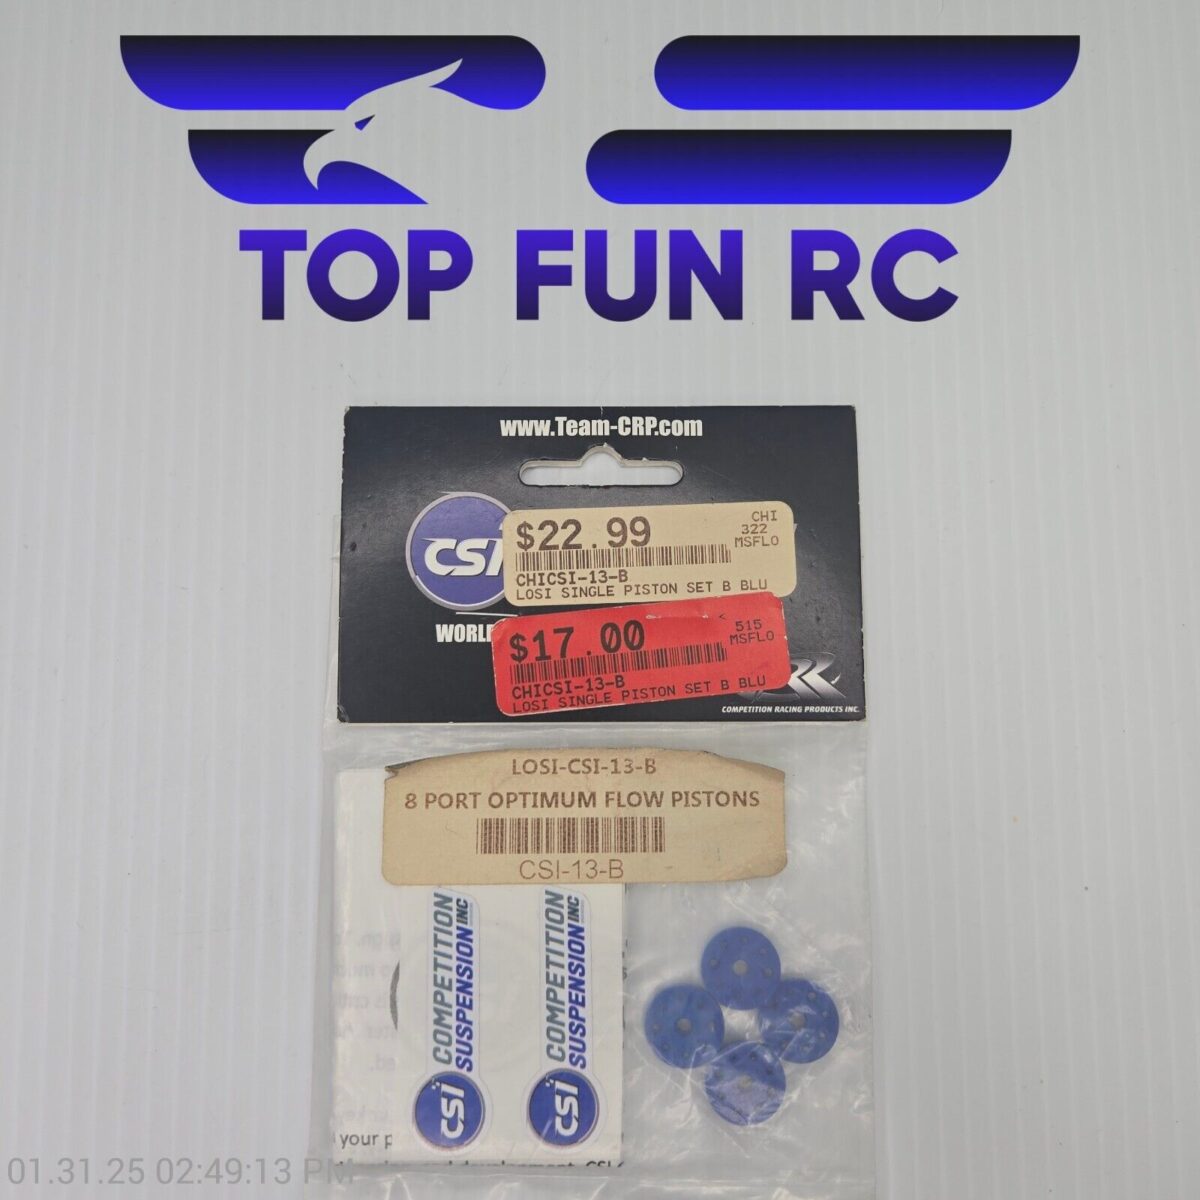 TOP FUN RC
www.Team-CRP.com
CSI
$22.99
CHI
322
MSFLO
CHICSI-13-B
LOSI SINGLE PISTON SET B BLU
WORL
$17.00
<
515
MSFLO
CHICSI-13-B
LOSI SINGLE PISTON SET B BLU
COMPETITION RACING PRODUCTS INC.
LOSI-CSI-13-B
8 PORT OPTIMUM FLOW PISTONS
CSI-13-B
CSI COMPETITION
SUSPENSION INC
CSI COMPETITION
SUSPENSION INC
your p
development, CSI
01.31.25 02:49:13 PM